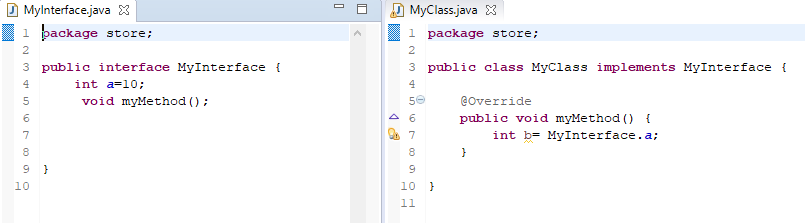 MyInterface.java
1 package store;
2
3 public interface MyInterface {
4 int a=10;
5 void myMethod();
6
7
8
9 }
10
MyClass.java
1 package store;
2
3 public class MyClass implements MyInterface {
4
5 @Override
6 public void myMethod() {
7 int b= MyInterface.a;
8 }
9
10 }
11